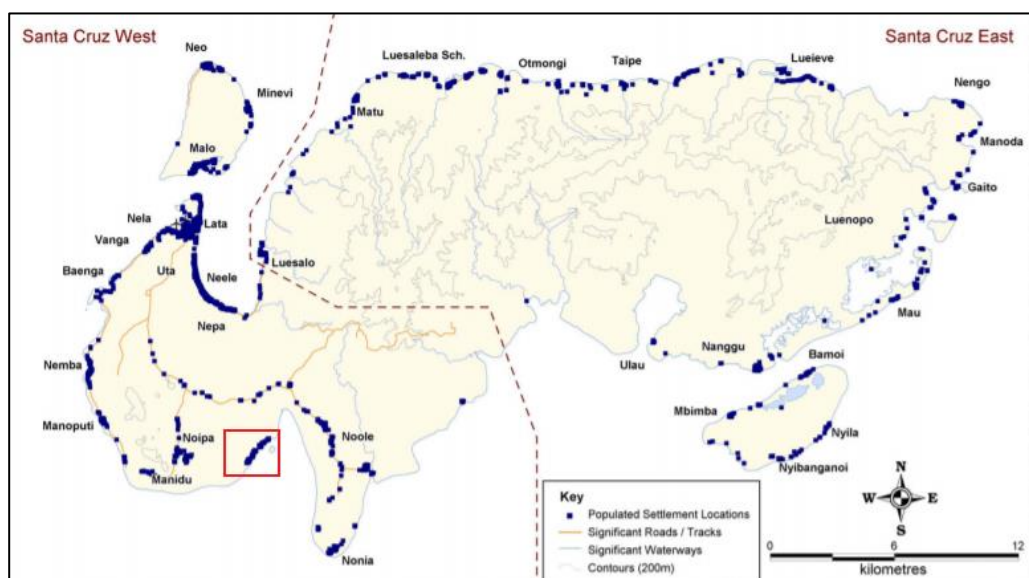 Santa Cruz West
Santa Cruz East
Neo
Minevi
Malo
Luesaleba Sch.
Otmongi
Taipe
Lueieve
Nengo
Matu
Manoda
Gaito
Nela
Lata
Vanga
Luenopo
Baenga
Uta
Neele
Luesalo
Nepa
Mau
Nemba
Ulau
Nanggu
Bamoi
Manoputi
Noipa
Noole
Mbimba
Nyila
Manidu
Nyibanganoi
Nonia
Key
Populated Settlement Locations
Significant Roads / Tracks
Significant Waterways
Contours (200m)
N
W E
S
0 6 12
kilometres